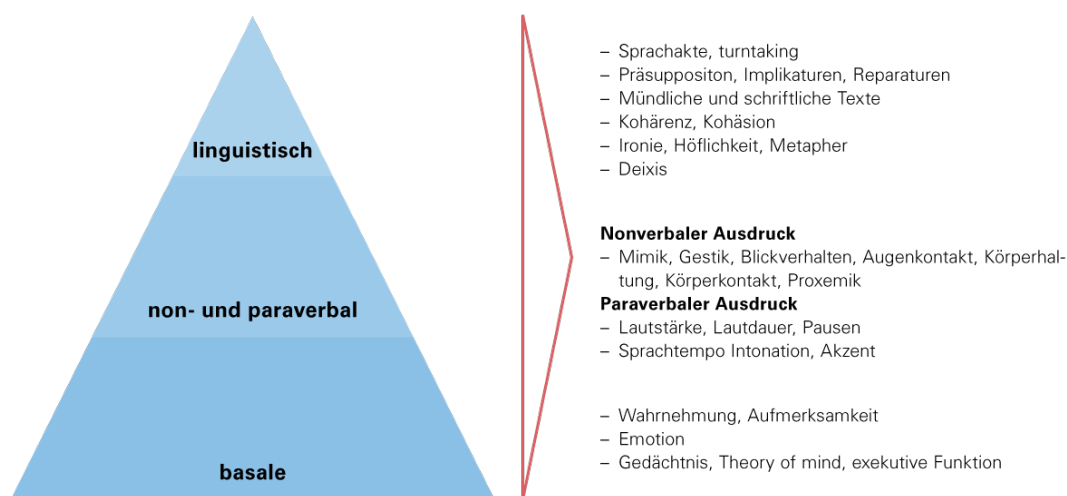 – Sprachakte, turntaking
– Präsuppositon, Implikaturen, Reparaturen
– Mündliche und schriftliche Texte
– Kohärenz, Kohäsion
– Ironie, Höflichkeit, Metapher
– Deixis
linguistisch
Nonverbaler Ausdruck
– Mimik, Gestik, Blickverhalten, Augenkontakt, Körperhal-
tung, Körperkontakt, Proxemik
Paraverbaler Ausdruck
– Lautstärke, Lautdauer, Pausen
– Sprachtempo Intonation, Akzent
non- und paraverbal
– Wahrnehmung, Aufmerksamkeit
– Emotion
– Gedächtnis, Theory of mind, exekutive Funktion
basale